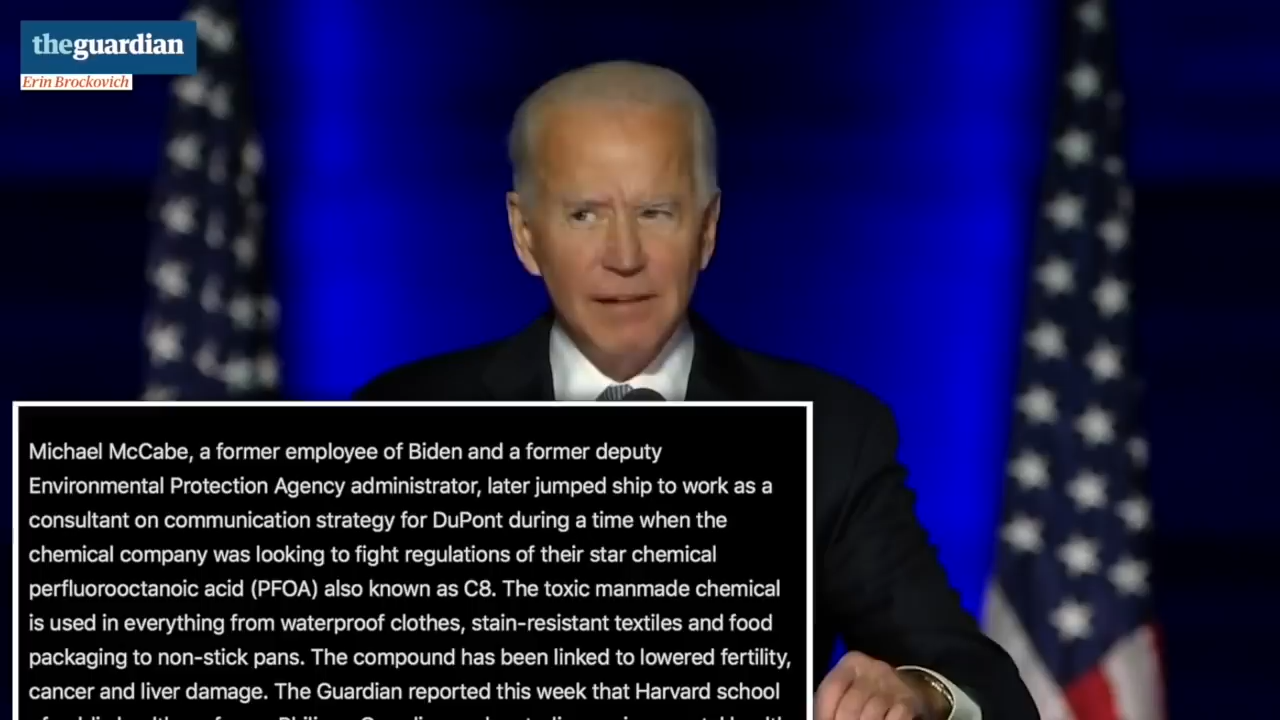 theguardian
Erin Brockovich
Michael McCabe, a former employee of Biden and a former deputy
Environmental Protection Agency administrator, later jumped ship to work as a
consultant on communication strategy for DuPont during a time when the
chemical company was looking to fight regulations of their star chemical
perfluorooctanoic acid (PFOA) also known as C8. The toxic manmade chemical
is used in everything from waterproof clothes, stain-resistant textiles and food
packaging to non-stick pans. The compound has been linked to lowered fertility,
cancer and liver damage. The Guardian reported this week that Harvard school